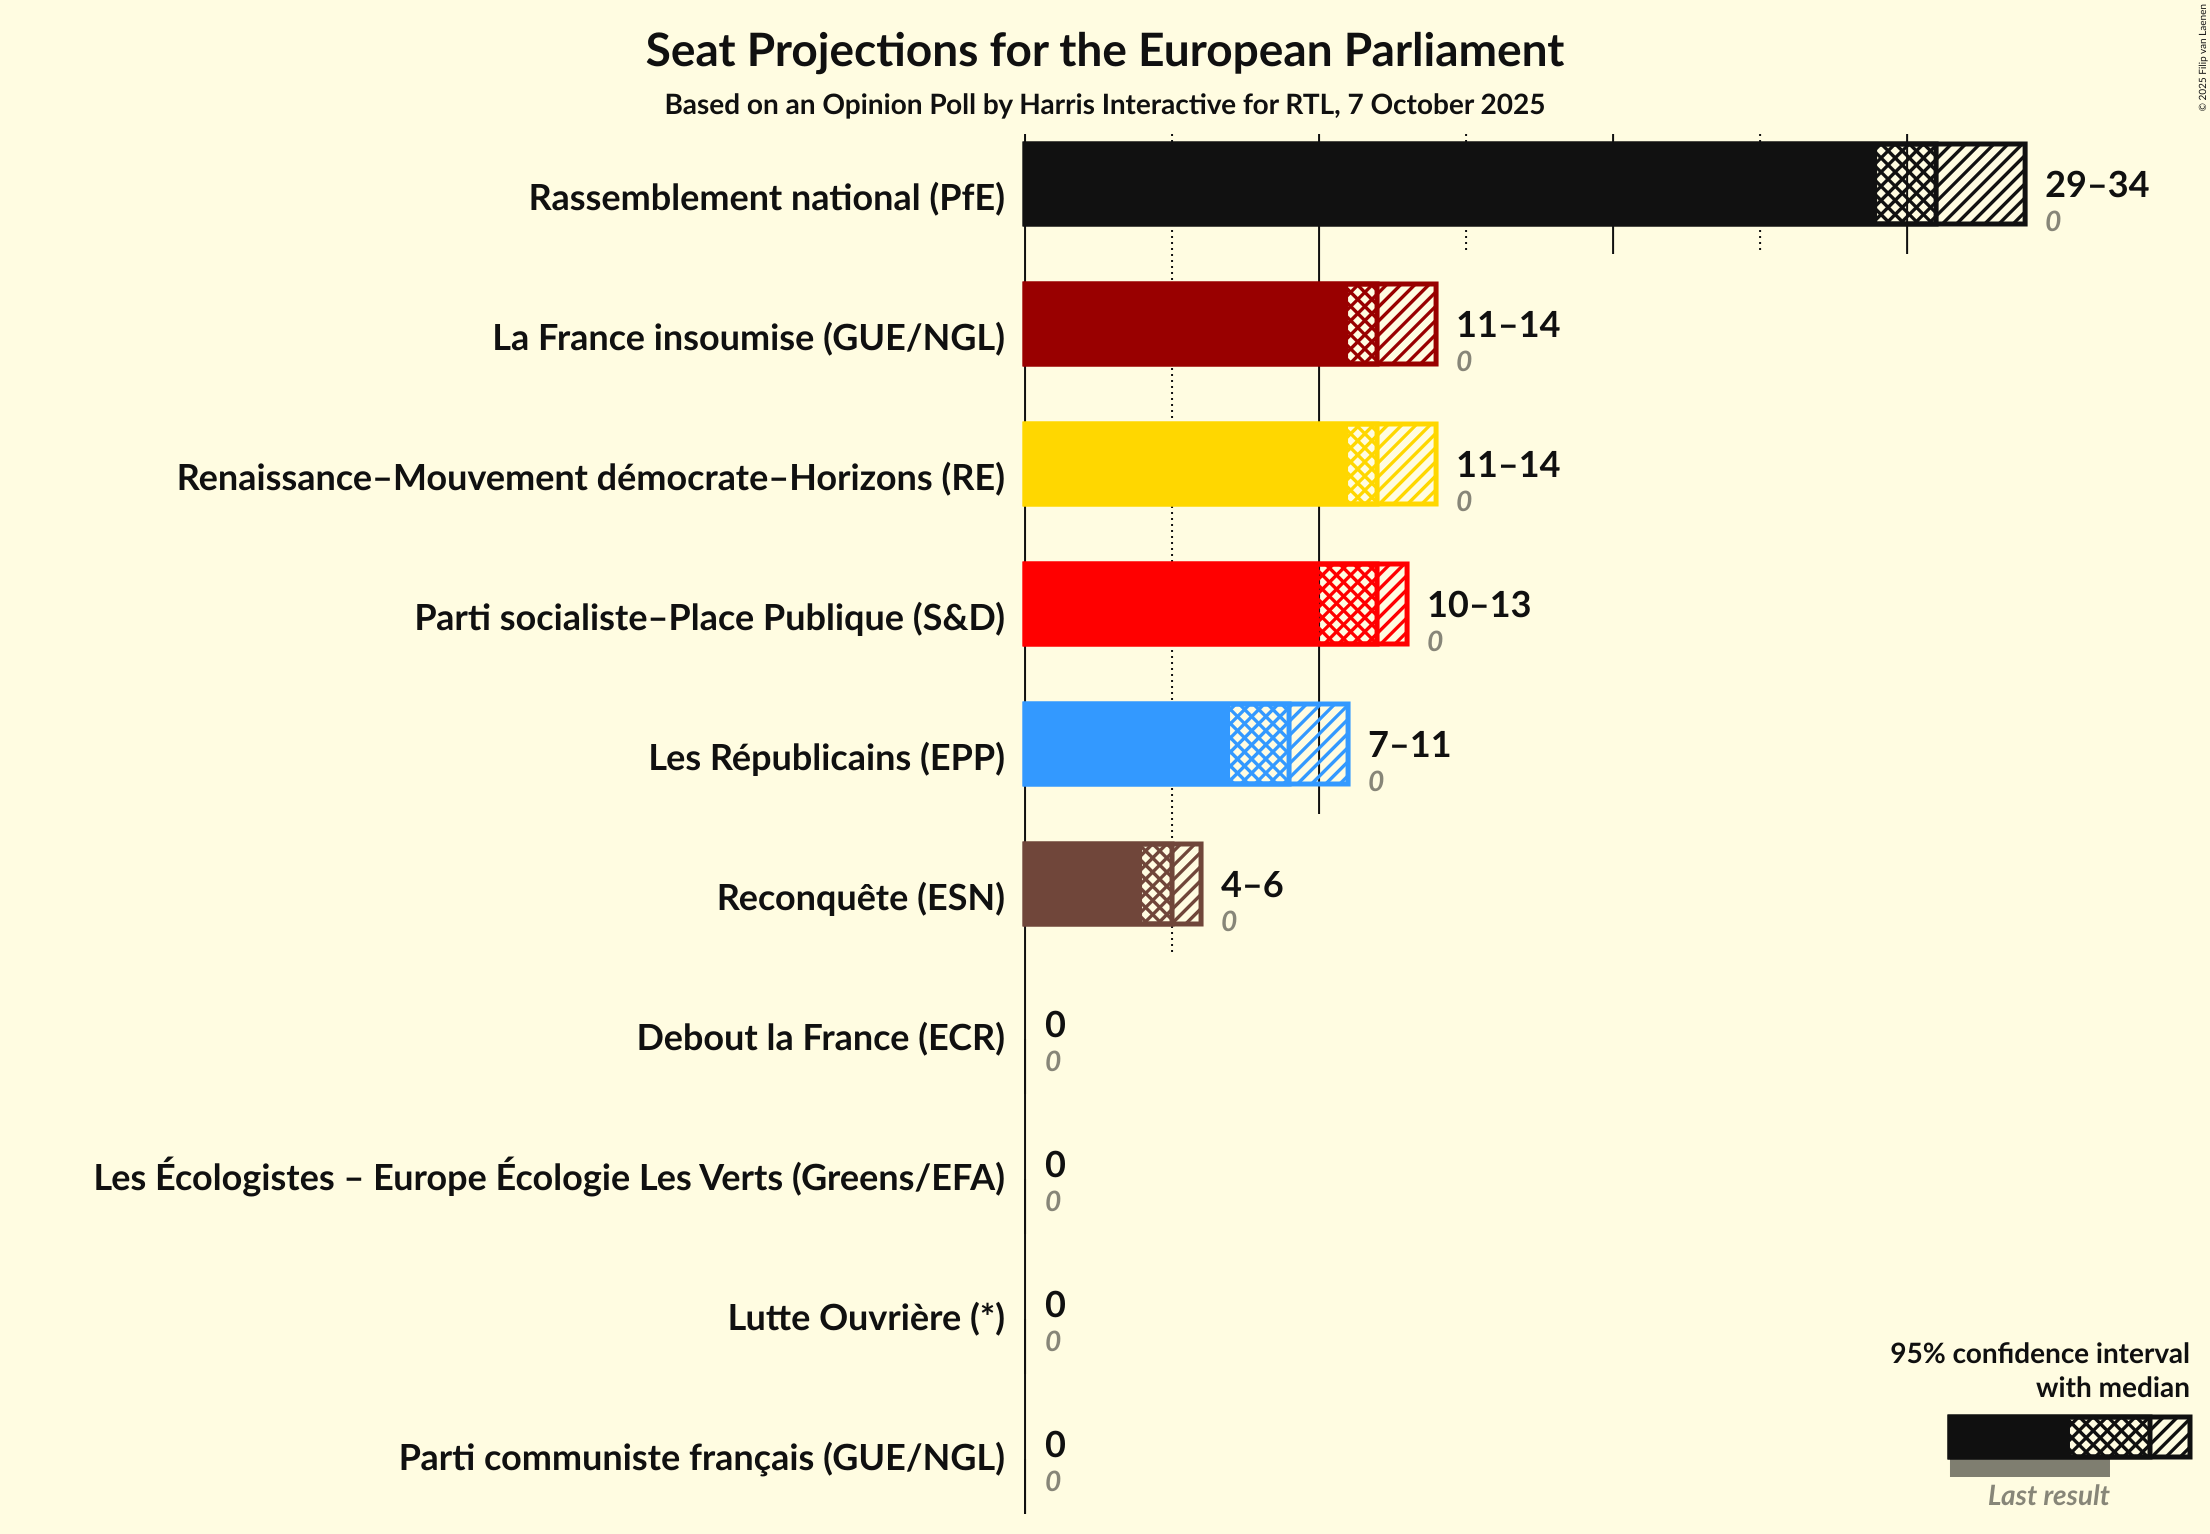 Seat Projections for the European Parliament
Based on an Opinion Poll by Harris Interactive for RTL, 7 October 2025
© 2025 Filip van Laenen
Rassemblement national (PfE)
29–34
0
La France insoumise (GUE/NGL)
11–14
0
Renaissance–Mouvement démocrate–Horizons (RE)
11–14
0
Parti socialiste–Place Publique (S&D)
10–13
0
Les Républicains (EPP)
7–11
0
Reconquête (ESN)
4–6
0
Debout la France (ECR)
0
0
Les Écologistes – Europe Écologie Les Verts (Greens/EFA)
0
0
Lutte Ouvrière (*)
0
0
Parti communiste français (GUE/NGL)
0
0
95% confidence interval
with median
Last result